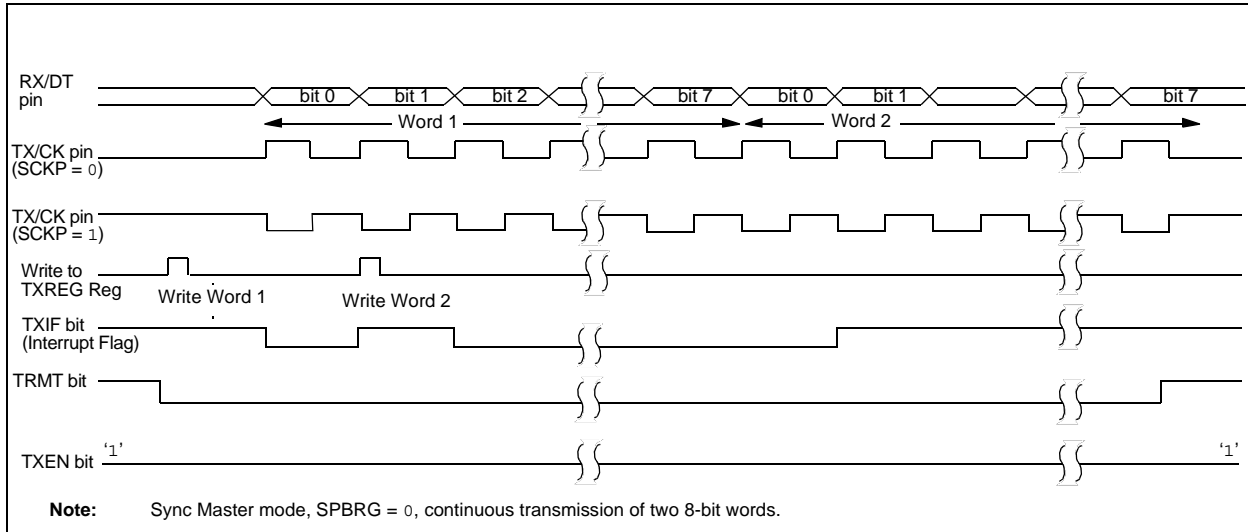 RX/DT
pin
bit 0 bit 1 bit 2 bit 7 bit 0 bit 1 bit 7
Word 1 Word 2
TX/CK pin
(SCKP = 0)
TX/CK pin
(SCKP = 1)
Write to
TXREG Reg
Write Word 1 Write Word 2
TXIF bit
(Interrupt Flag)
TRMT bit
TXEN bit ‘1’ ‘1’
Note: Sync Master mode, SPBRG = 0, continuous transmission of two 8-bit words.